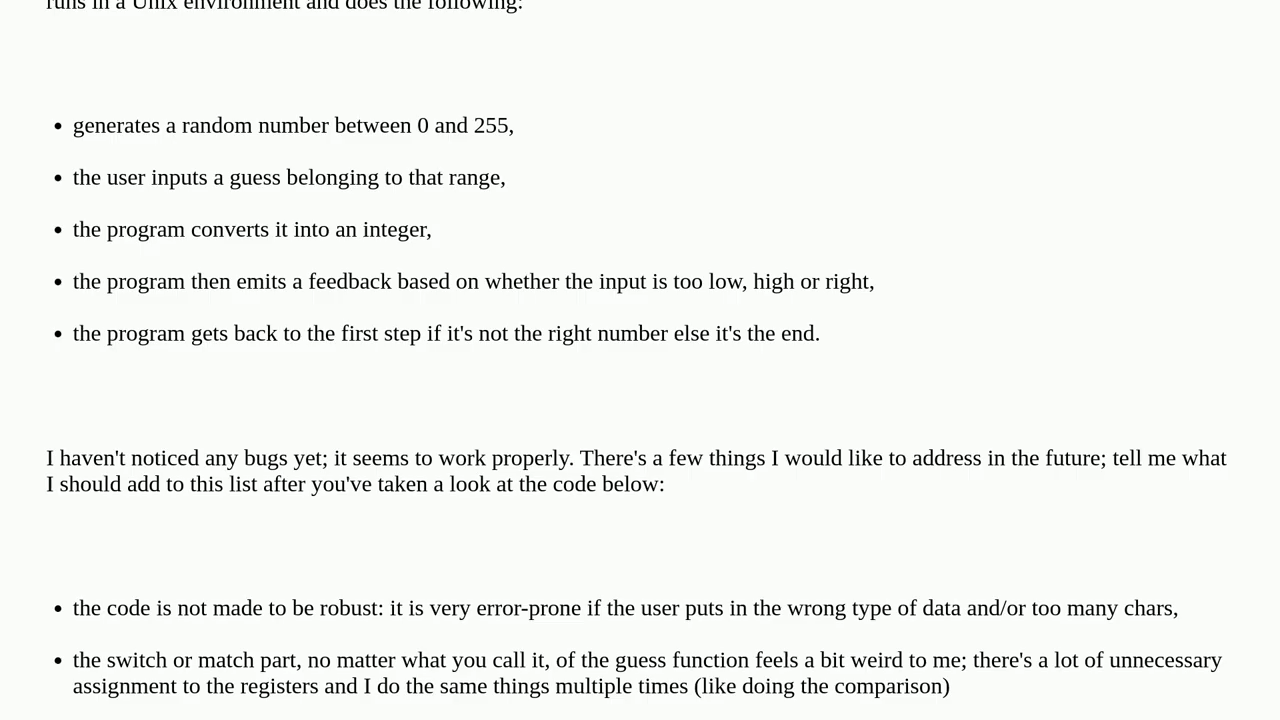 runs in a Unix environment and does the following:
• generates a random number between 0 and 255,
• the user inputs a guess belonging to that range,
• the program converts it into an integer,
• the program then emits a feedback based on whether the input is too low, high or right,
• the program gets back to the first step if it's not the right number else it's the end.
I haven't noticed any bugs yet; it seems to work properly. There's a few things I would like to address in the future; tell me what
I should add to this list after you've taken a look at the code below:
• the code is not made to be robust: it is very error-prone if the user puts in the wrong type of data and/or too many chars,
• the switch or match part, no matter what you call it, of the guess function feels a bit weird to me; there's a lot of unnecessary
assignment to the registers and I do the same things multiple times (like doing the comparison)